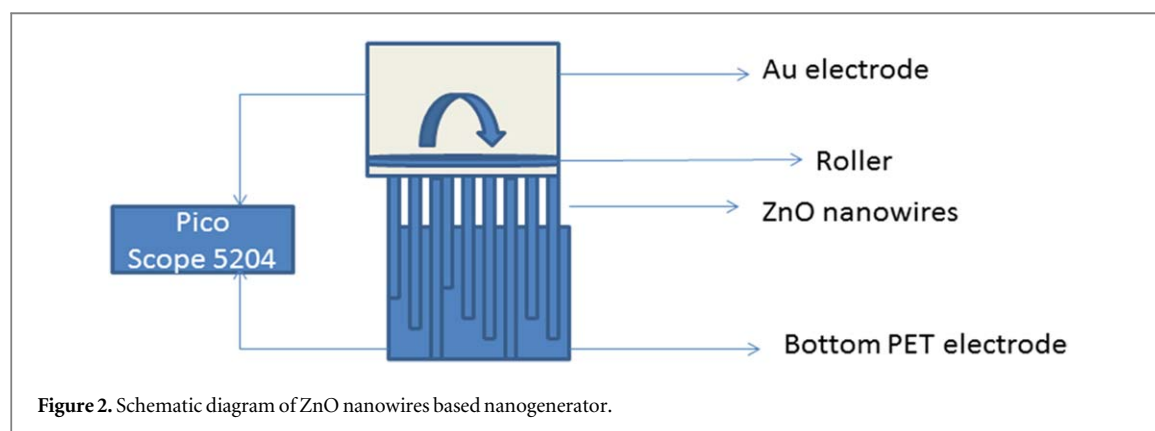 Au electrode
Roller
ZnO nanowires
Pico
Scope 5204
Bottom PET electrode
Figure 2. Schematic diagram of ZnO nanowires based nanogenerator.